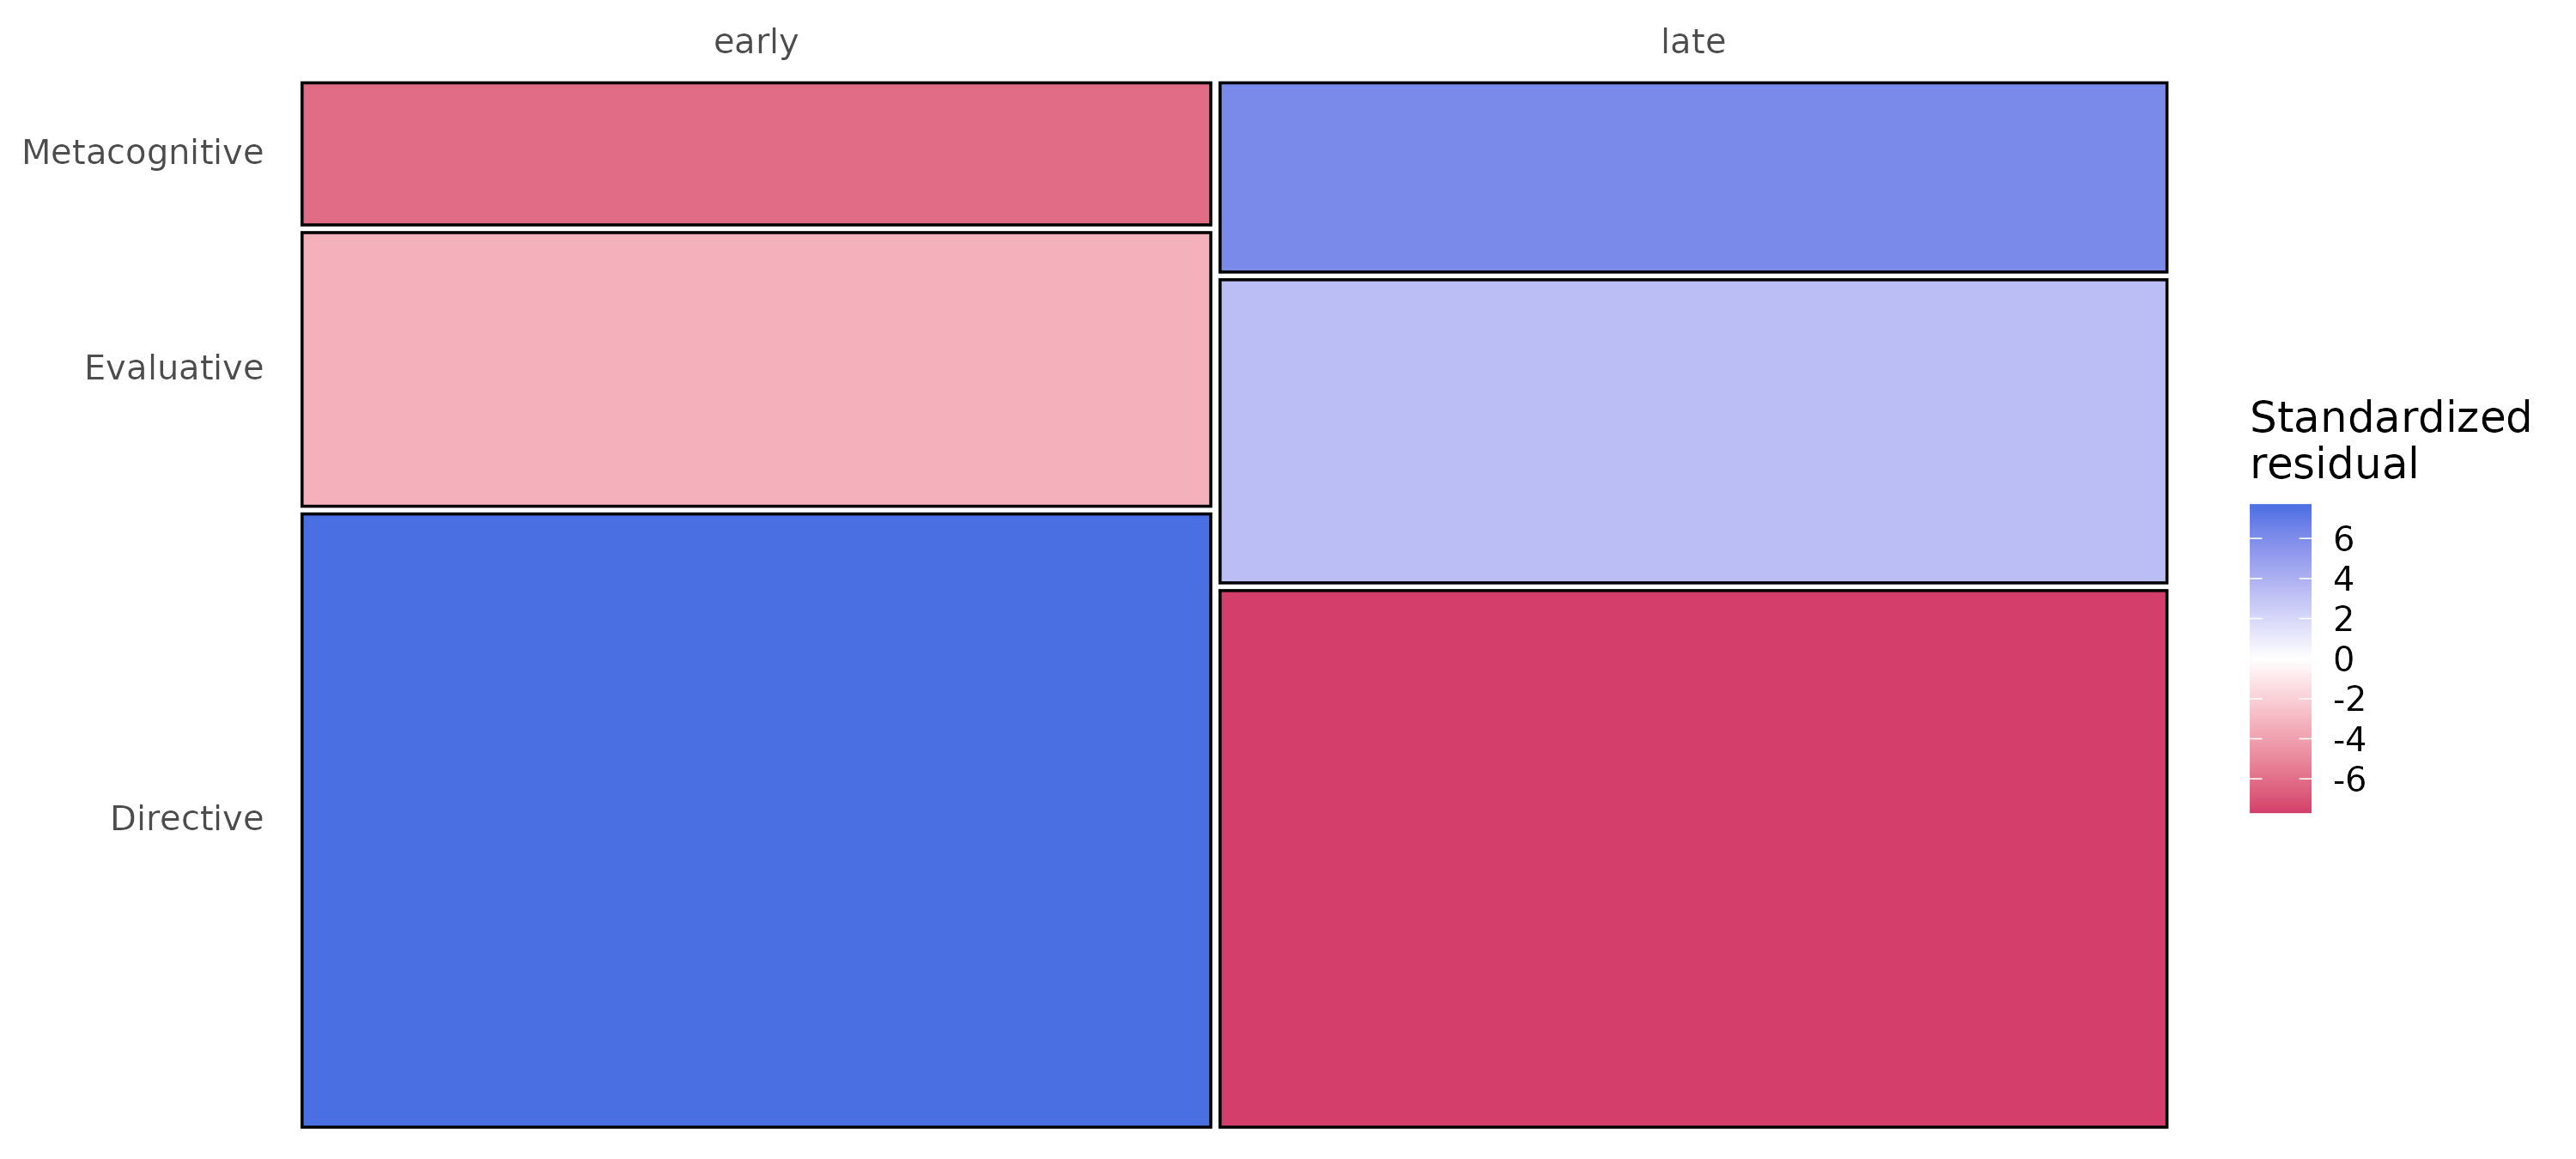 early
late
Metacognitive
Evaluative
Directive
Standardized
residual
6
4
2
0
-2
-4
-6